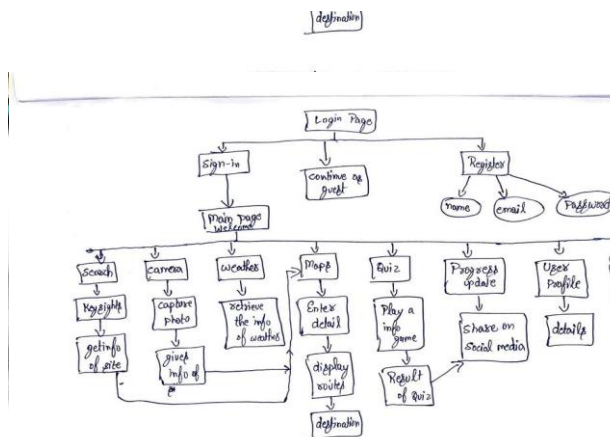 destination
Login Page
Sign-in
continue as
guest
Register
name
email
Password
Main page
welcome
search
camera
weather
Maps
Quiz
Progress
update
User
profile
Keysights
capture
photo
retrieve
the info
of weather
Enter
detail
Play a
info
game
share on
social media
details
getinfo
of site
gives
info of
display
routes
Result
of Quiz
destination